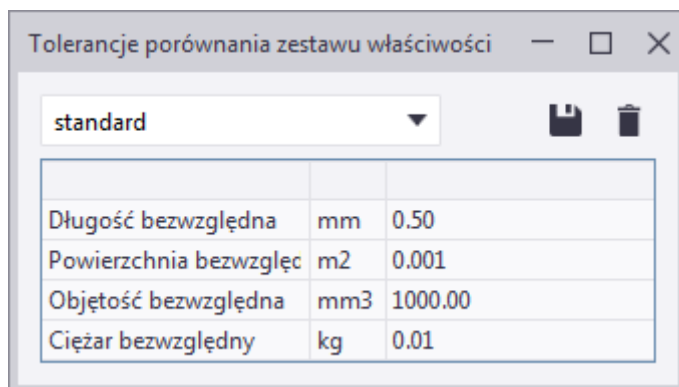 Tolerancje porównania zestawu właściwości
standard
Długość bezwzględna mm 0.50
Powierzchnia bezwzględ m2 0.001
Objętość bezwzględna mm3 1000.00
Ciężar bezwzględny kg 0.01